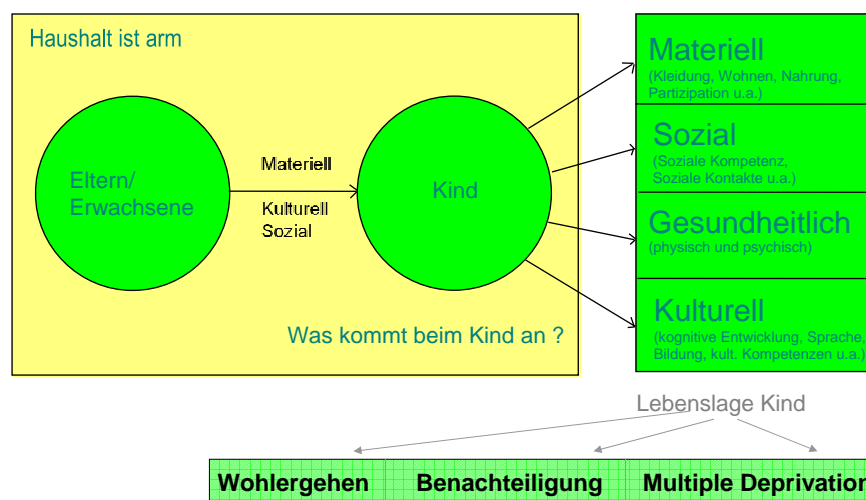 Haushalt ist arm
Eltern/
Erwachsene
Materiell
Kulturell
Sozial
Kind
Was kommt beim Kind an ?
Materiell
(Kleidung, Wohnen, Nahrung,
Partizipation u.a.)
Sozial
(Soziale Kompetenz,
Soziale Kontakte u.a.)
Gesundheitlich
(physisch und psychisch)
Kulturell
(kognitive Entwicklung, Sprache,
Bildung, kult. Kompetenzen u.a.)
Lebenslage Kind
Wohlergehen
Benachteiligung
Multiple Deprivation